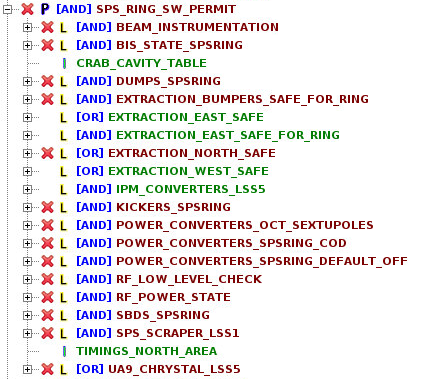 P [AND] SPS_RING_SW_PERMIT
L [AND] BEAM_INSTRUMENTATION
L [AND] BIS_STATE_SPSRING
I CRAB_CAVITY_TABLE
L [AND] DUMPS_SPSRING
L [AND] EXTRACTION_BUMPERS_SAFE_FOR_RING
L [OR] EXTRACTION_EAST_SAFE
L [AND] EXTRACTION_EAST_SAFE_FOR_RING
L [OR] EXTRACTION_NORTH_SAFE
L [OR] EXTRACTION_WEST_SAFE
L [AND] IPM_CONVERTERS_LSS5
L [AND] KICKERS_SPSRING
L [AND] POWER_CONVERTERS_OCT_SEXTUPOLES
L [AND] POWER_CONVERTERS_SPSRING_COD
L [AND] POWER_CONVERTERS_SPSRING_DEFAULT_OFF
L [AND] RF_LOW_LEVEL_CHECK
L [AND] RF_POWER_STATE
L [AND] SBDS_SPSRING
L [AND] SPS_SCRAPER_LSS1
I TIMINGS_NORTH_AREA
L [OR] UA9_CHRYSTAL_LSS5